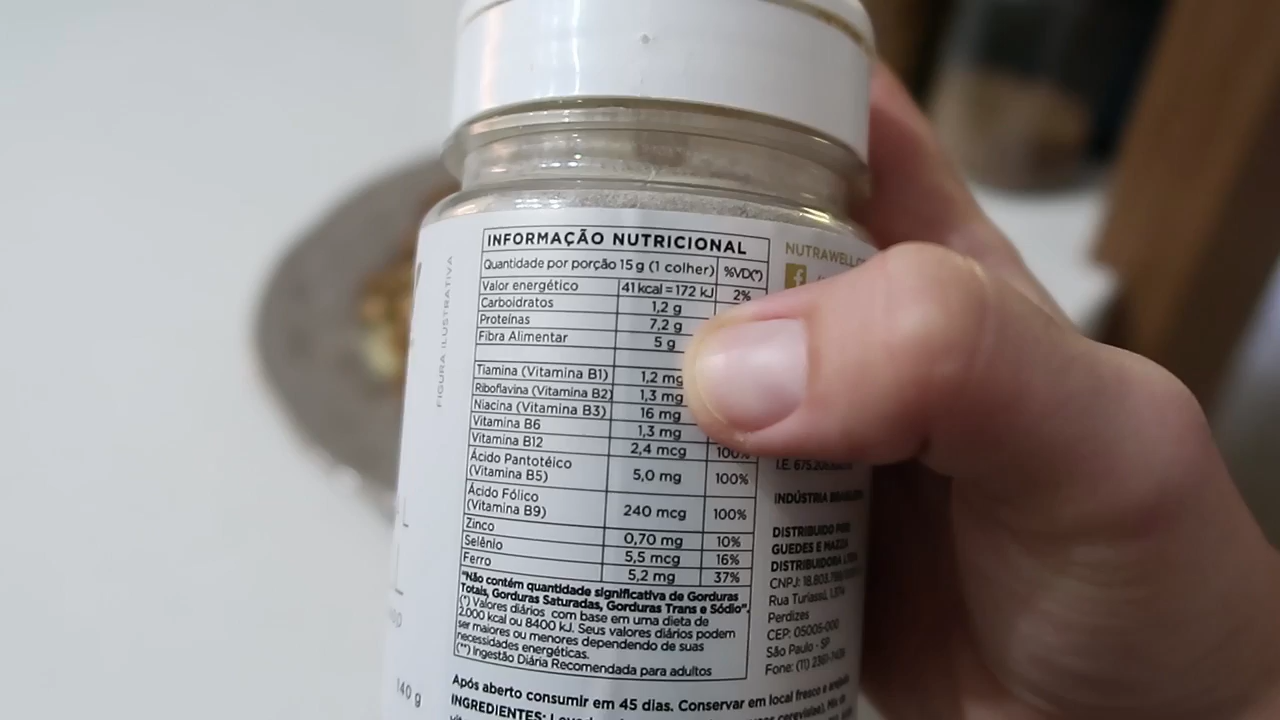 INFORMAÇÃO NUTRICIONAL
Quantidade por porção 15 g (1 colher) %VD(*)
Valor energético 41 kcal = 172 kJ 2%
Carboidratos 1,2 g
Proteínas 7,2 g
Fibra Alimentar 5 g
Tiamina (Vitamina B1) 1,2 mg
Riboflavina (Vitamina B2) 1,3 mg
Niacina (Vitamina B3) 16 mg
Vitamina B6 1,3 mg
Vitamina B12 2,4 mcg 100%
Ácido Pantotéico
(Vitamina B5) 5,0 mg 100%
Ácido Fólico
(Vitamina B9) 240 mcg 100%
Zinco 0,70 mg 10%
Selênio 5,5 mcg 16%
Ferro 5,2 mg 37%
"Não contém quantidade significativa de Gorduras
Totais, Gorduras Saturadas, Gorduras Trans e Sódio".
(*) Valores diários com base em uma dieta de
2.000 kcal ou 8400 kJ. Seus valores diários podem
ser maiores ou menores dependendo de suas
necessidades energéticas.
(**) Ingestão Diária Recomendada para adultos
Após aberto consumir em 45 dias. Conservar em local fresco e
INGREDIENTES:
FIGURA ILUSTRATIVA
140 g
NUTRAWELL
I.E.
INDÚSTRIA
DISTRIBUIDO
GUEDES E
DISTRIBUIDORA
CNPJ:
Rua Turiassú,
Perdizes
CEP: 05005-000
São Paulo - SP
Fone: (11)